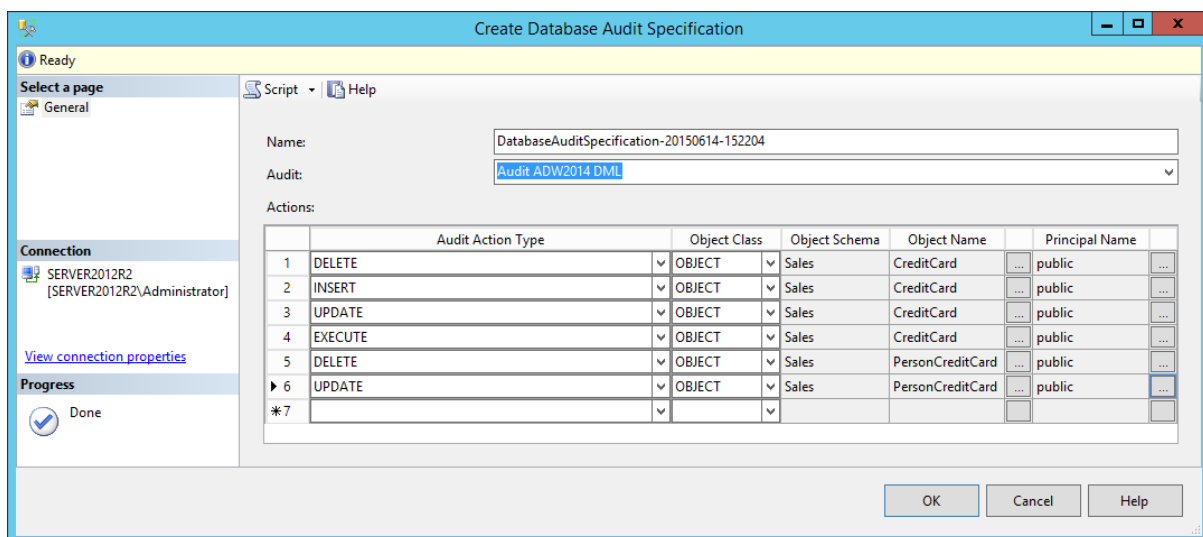 Create Database Audit Specification
Ready
Select a page
General
Script Help
Name: DatabaseAuditSpecification-20150614-152204
Audit: Audit ADW2014 DML
Actions:
Audit Action Type Object Class Object Schema Object Name Principal Name
1 DELETE OBJECT Sales CreditCard ... public ...
2 INSERT OBJECT Sales CreditCard ... public ...
3 UPDATE OBJECT Sales CreditCard ... public ...
4 EXECUTE OBJECT Sales CreditCard ... public ...
5 DELETE OBJECT Sales PersonCreditCard ... public ...
6 UPDATE OBJECT Sales PersonCreditCard ... public ...
*7
Connection
SERVER2012R2
[SERVER2012R2\Administrator]
View connection properties
Progress
Done
OK Cancel Help